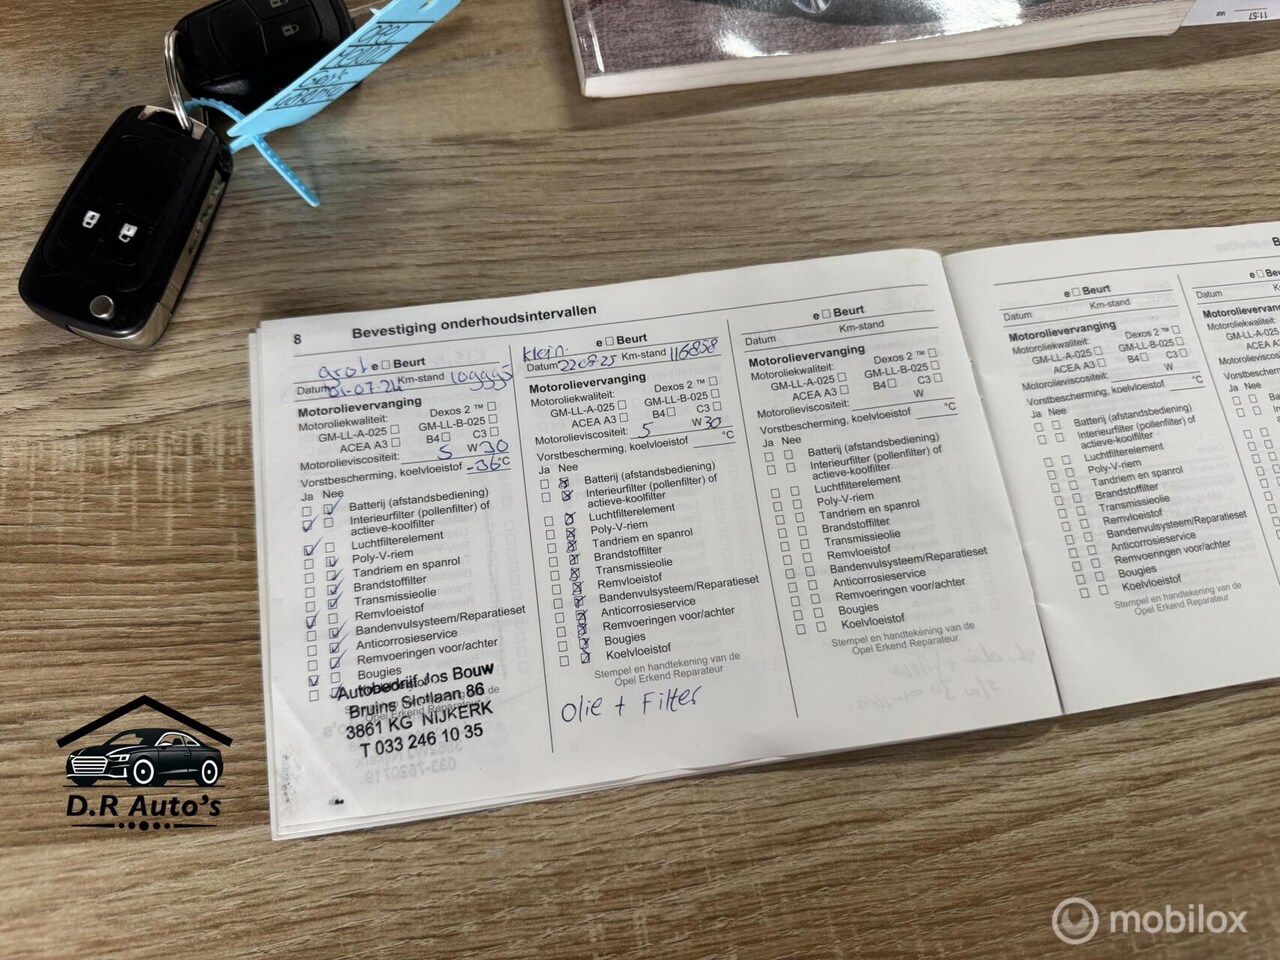 OPEL
11:57
8 Bevestiging onderhoudsintervallen
groot e □ Beurt
Datum 01-07-24 Km-stand
Motorolievervanging
Motoroliekwaliteit: Dexos 2 ™ □
GM-LL-A-025 □ GM-LL-B-025 □
ACEA A3 □ B4 □ C3 □
Motorolieviscositeit: 5 W 30
Vorstbescherming, koelvloeistof -36 °C
Ja Nee
Batterij (afstandsbediening)
Interieurfilter (pollenfilter) of
actieve-koolfilter
Luchtfilterelement
Poly-V-riem
Tandriem en spanrol
Brandstoffilter
Transmissieolie
Remvloeistof
Bandenvulsysteem/Reparatieset
Anticorrosieservice
Remvoeringen voor/achter
Bougies
Autobedrijf Jos Bouw
Bruins Slotlaan 86
3861 KG NIJKERK
T 033 246 10 35
klein. e □ Beurt
Datum 22-08-25 Km-stand 116858
Motorolievervanging
Motoroliekwaliteit: Dexos 2 ™ □
GM-LL-A-025 □ GM-LL-B-025 □
ACEA A3 □ B4 □ C3 □
Motorolieviscositeit: 5 W 30
Vorstbescherming, koelvloeistof °C
Ja Nee
Batterij (afstandsbediening)
Interieurfilter (pollenfilter) of
actieve-koolfilter
Luchtfilterelement
Poly-V-riem
Tandriem en spanrol
Brandstoffilter
Transmissieolie
Remvloeistof
Bandenvulsysteem/Reparatieset
Anticorrosieservice
Remvoeringen voor/achter
Bougies
Koelvloeistof
Stempel en handtekening van de
Opel Erkend Reparateur
Olie + Filter
e □ Beurt
Datum Km-stand
Motorolievervanging
Motoroliekwaliteit: Dexos 2 ™ □
GM-LL-A-025 □ GM-LL-B-025 □
ACEA A3 □ B4 □ C3 □
Motorolieviscositeit: W
Vorstbescherming, koelvloeistof °C
Ja Nee
Batterij (afstandsbediening)
Interieurfilter (pollenfilter) of
actieve-koolfilter
Luchtfilterelement
Poly-V-riem
Tandriem en spanrol
Brandstoffilter
Transmissieolie
Remvloeistof
Bandenvulsysteem/Reparatieset
Anticorrosieservice
Remvoeringen voor/achter
Bougies
Koelvloeistof
Stempel en handtekening van de
Opel Erkend Reparateur
e □ Beurt
Datum Km-stand
Motorolievervanging
Motoroliekwaliteit: Dexos 2 ™ □
GM-LL-A-025 □ GM-LL-B-025 □
ACEA A3 □ B4 □ C3 □
Motorolieviscositeit: W
Vorstbescherming, koelvloeistof °C
Ja Nee
Batterij (afstandsbediening)
Interieurfilter (pollenfilter) of
actieve-koolfilter
Luchtfilterelement
Poly-V-riem
Tandriem en spanrol
Brandstoffilter
Transmissieolie
Remvloeistof
Bandenvulsysteem/Reparatieset
Anticorrosieservice
Remvoeringen voor/achter
Bougies
Koelvloeistof
Stempel en handtekening van de
Opel Erkend Reparateur
e □
Datum
Ja Nee
D.R Auto's
mobilox